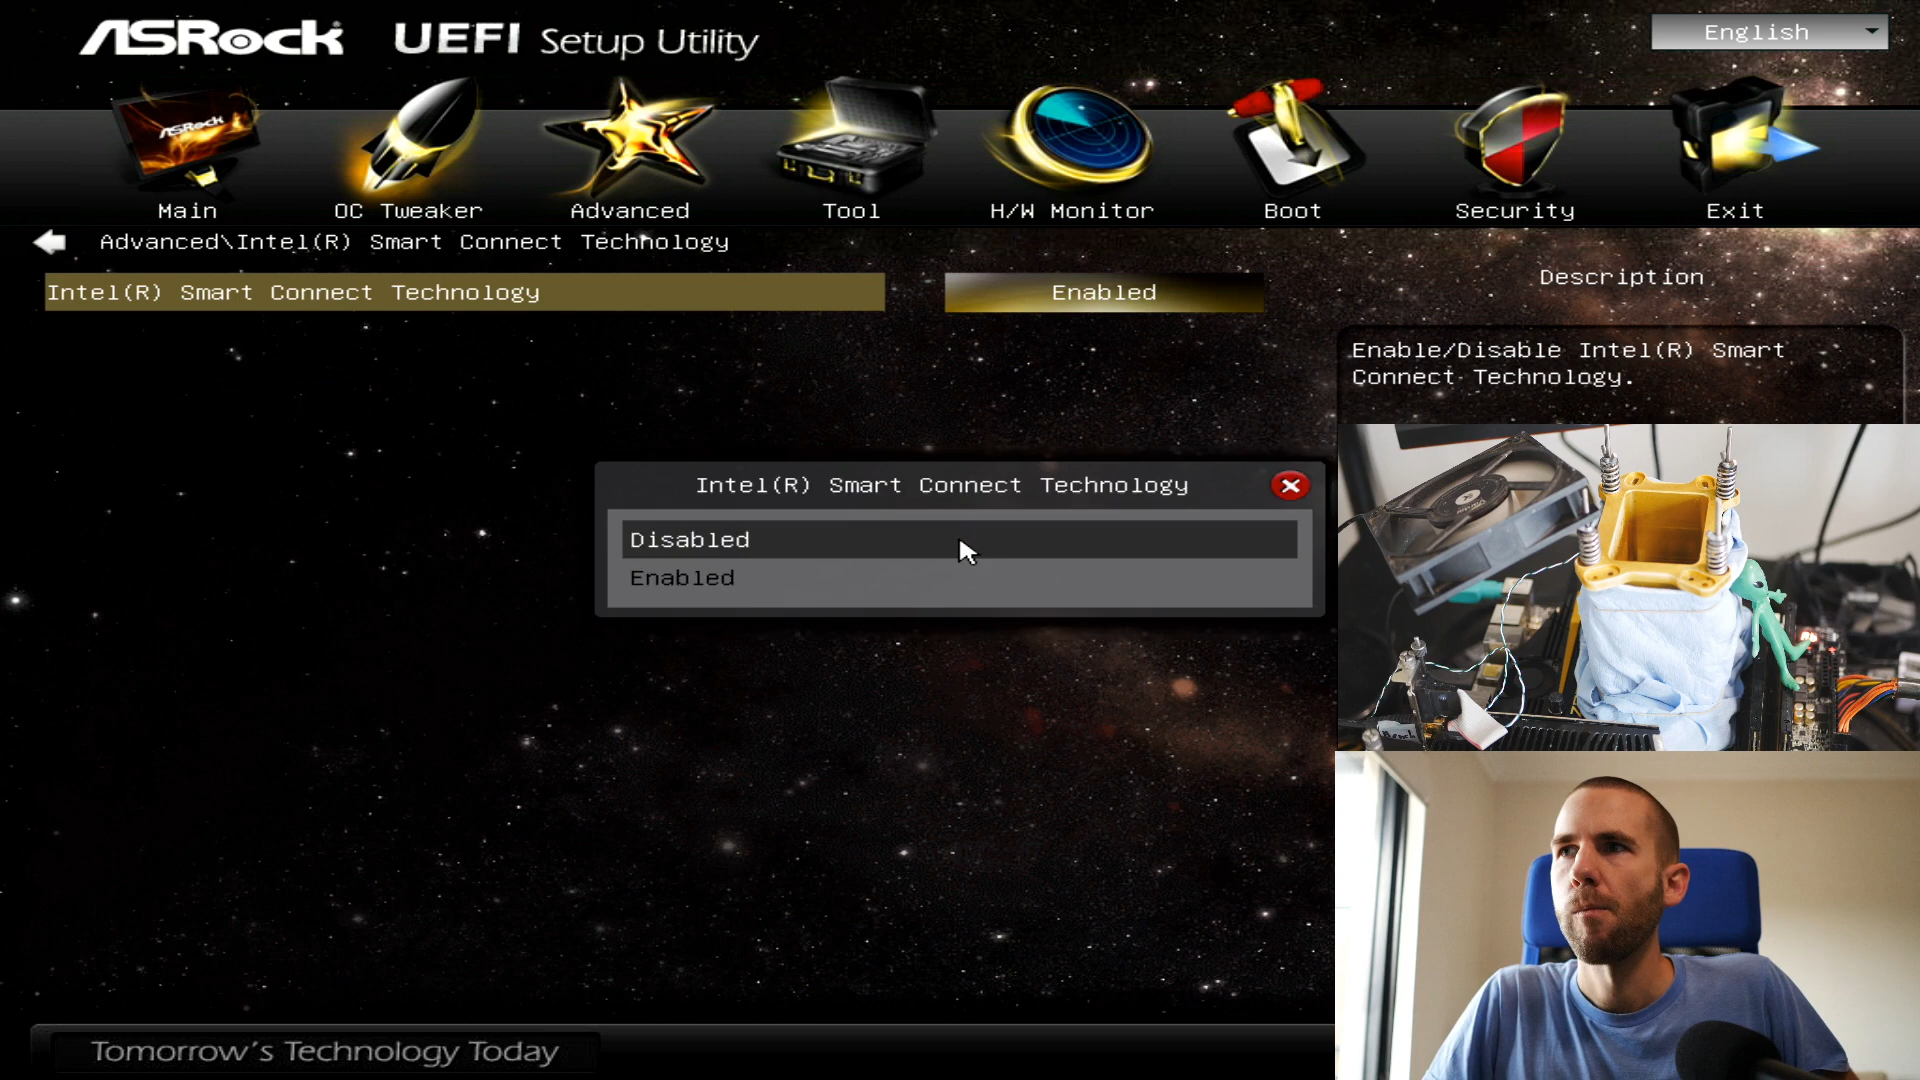 ASRock UEFI Setup Utility
English
ASRock
Main OC Tweaker Advanced Tool H/W Monitor Boot Security Exit
Advanced\Intel(R) Smart Connect Technology
Intel(R) Smart Connect Technology Enabled
Description
Enable/Disable Intel(R) Smart
Connect Technology.
Intel(R) Smart Connect Technology
Disabled
Enabled
Tomorrow's Technology Today